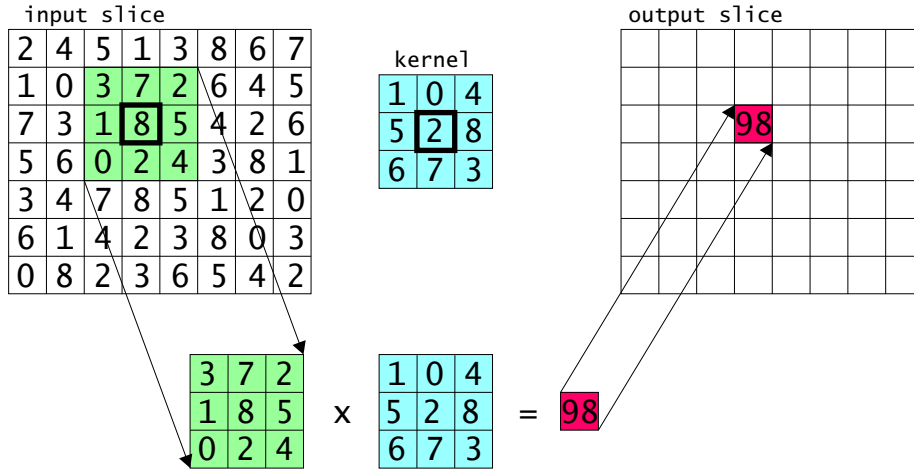 input slice
2 4 5 1 3 8 6 7
1 0 3 7 2 6 4 5
7 3 1 8 5 4 2 6
5 6 0 2 4 3 8 1
3 4 7 8 5 1 2 0
6 1 4 2 3 8 0 3
0 8 2 3 6 5 4 2
kernel
1 0 4
5 2 8
6 7 3
output slice
98
3 7 2
1 8 5
0 2 4
x
1 0 4
5 2 8
6 7 3
=
98